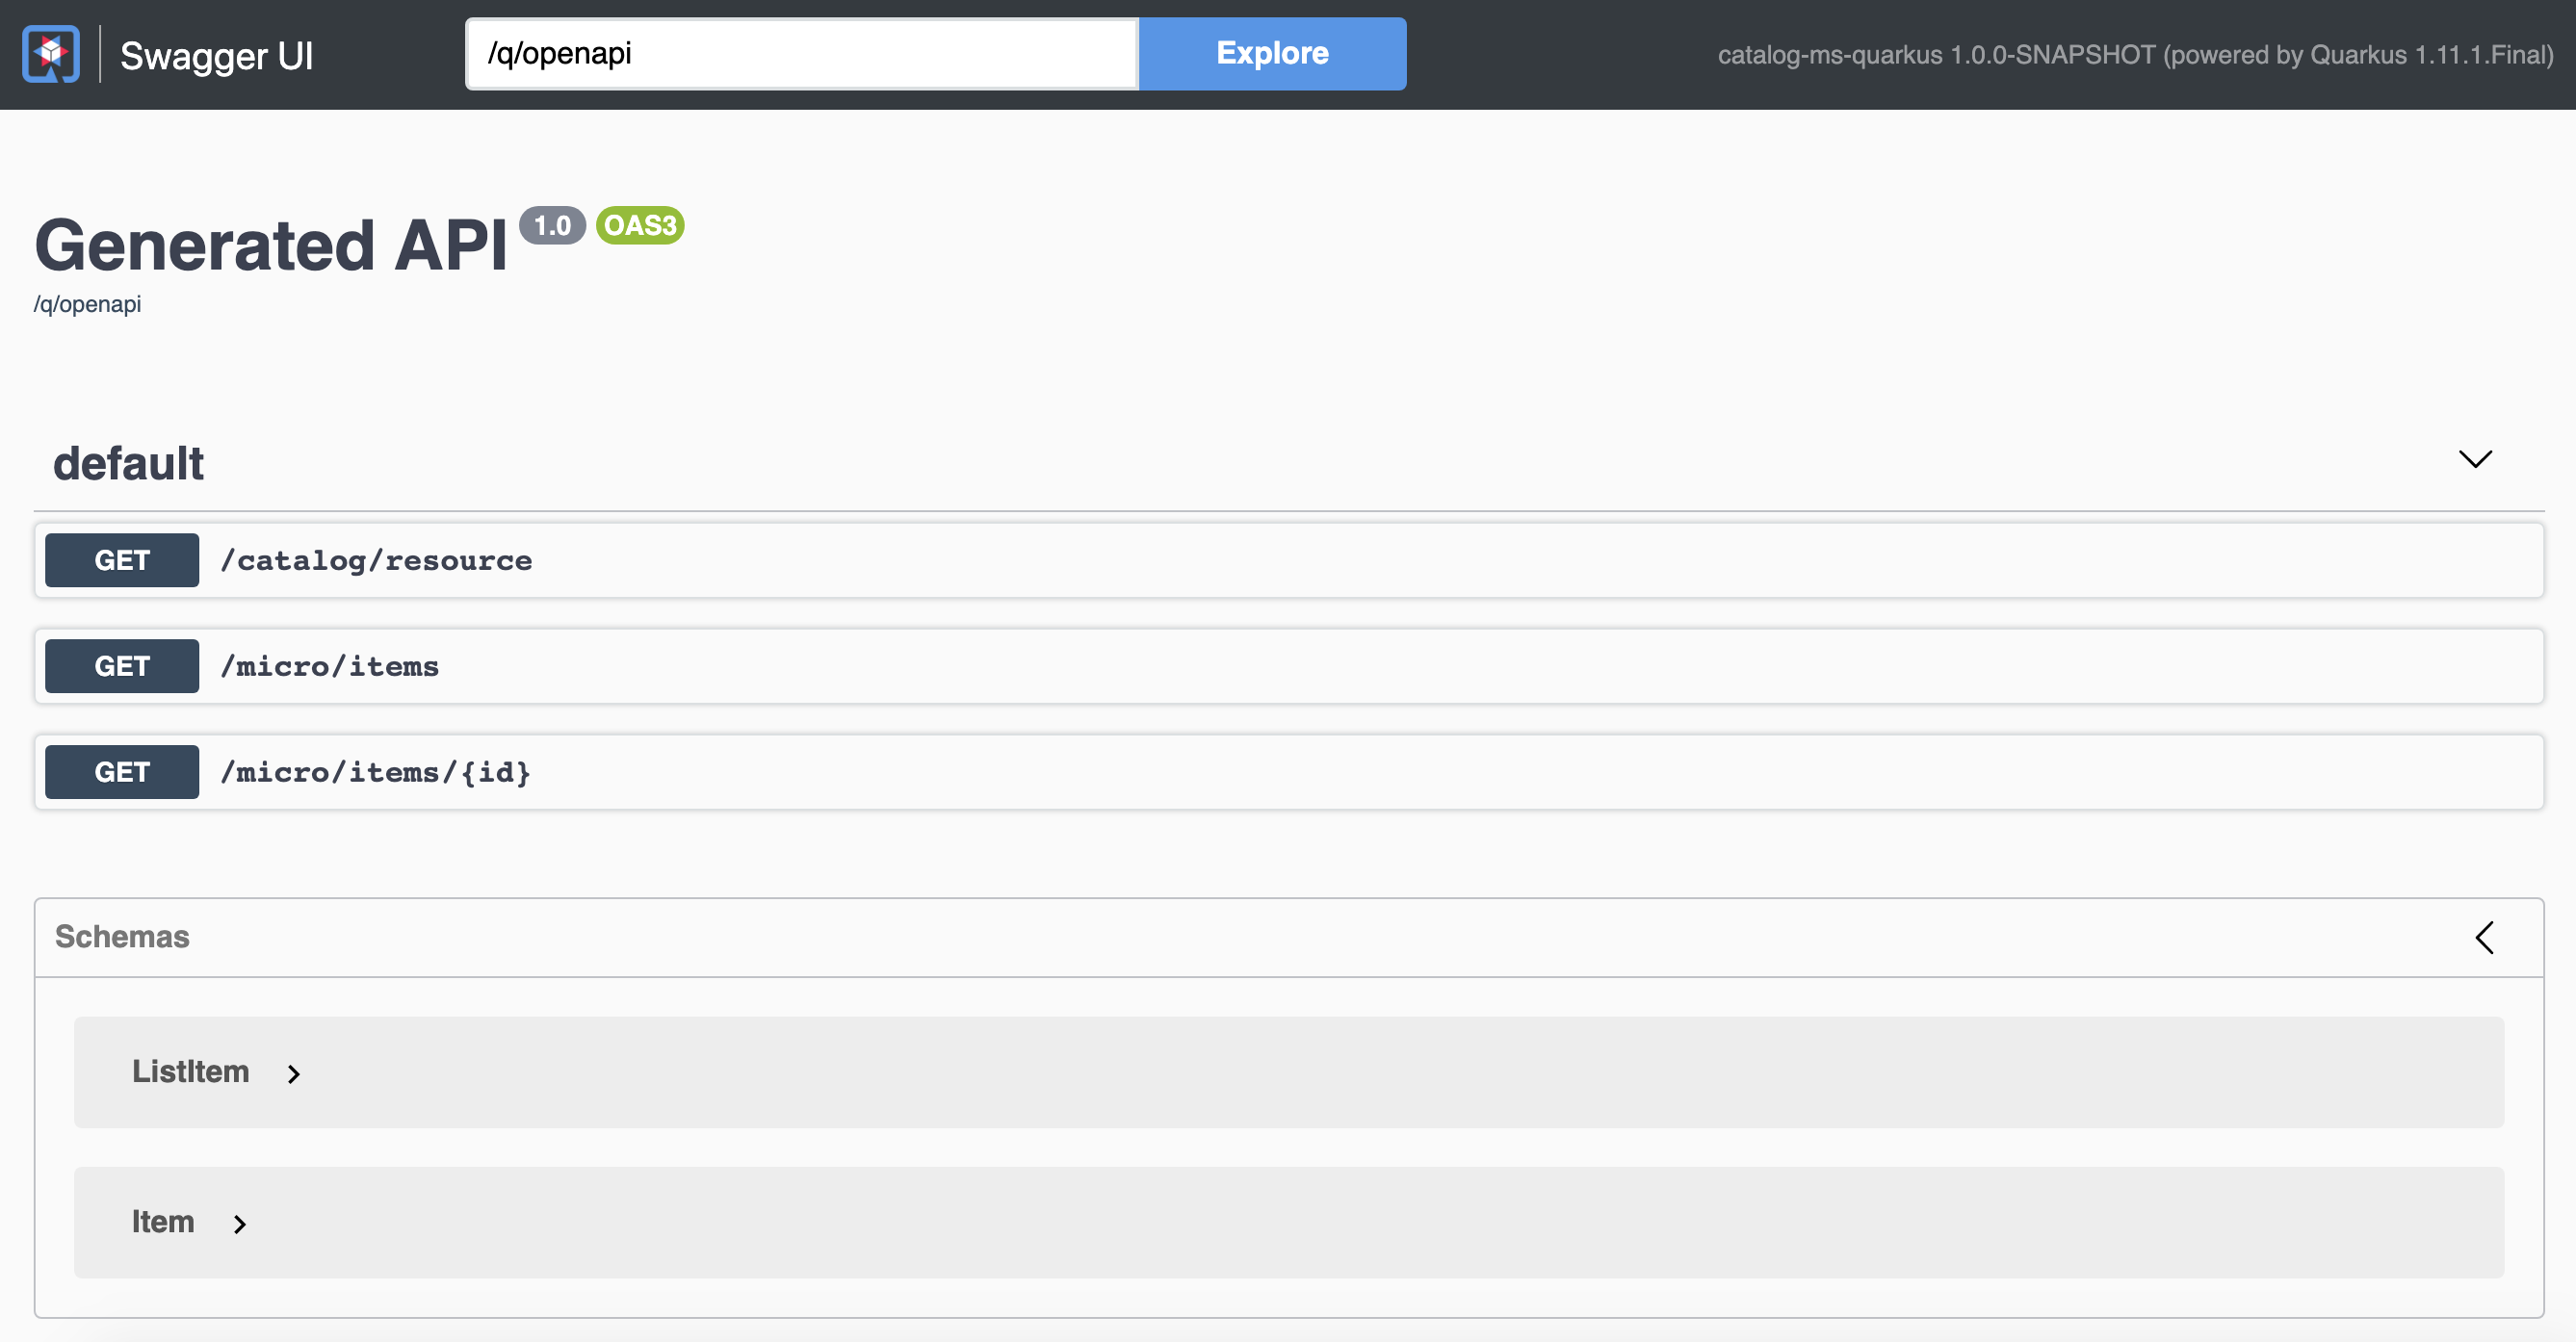 Swagger UI
/q/openapi
Explore
catalog-ms-quarkus 1.0.0-SNAPSHOT (powered by Quarkus 1.11.1.Final)
Generated API 1.0 OAS3
/q/openapi
default
GET /catalog/resource
GET /micro/items
GET /micro/items/{id}
Schemas
ListItem
Item